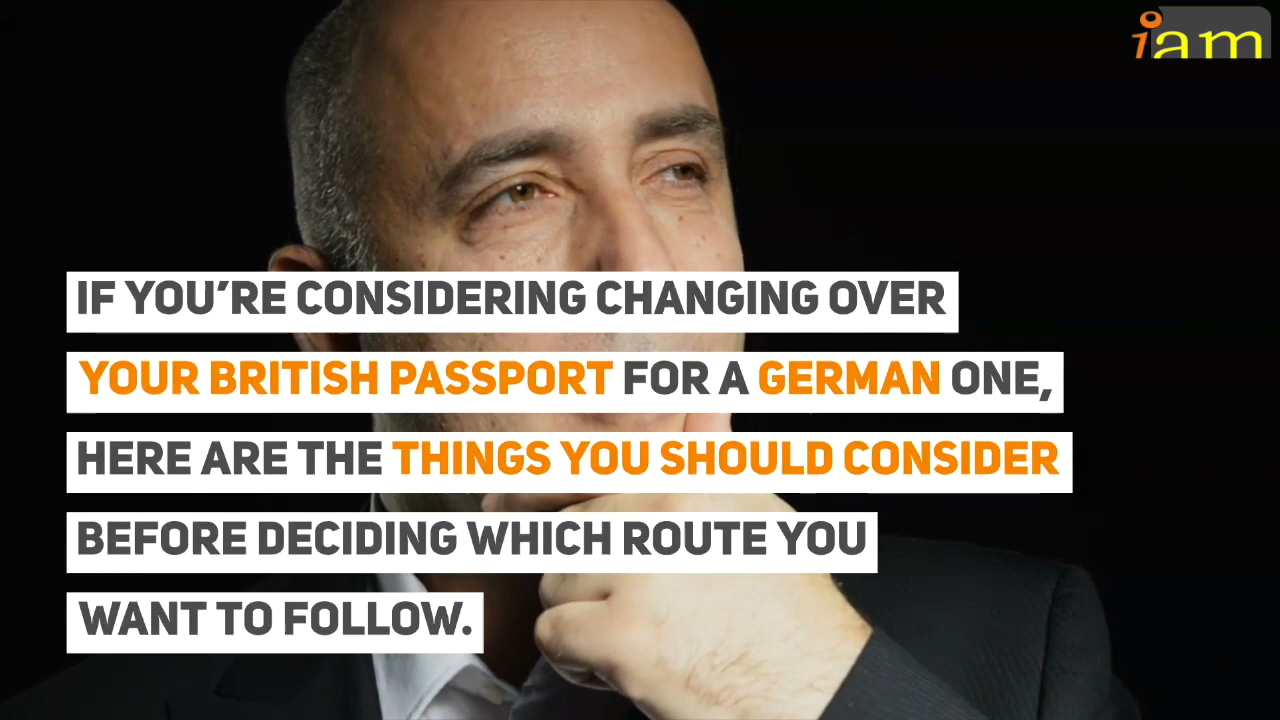 iam
IF YOU'RE CONSIDERING CHANGING OVER
YOUR BRITISH PASSPORT FOR A GERMAN ONE,
HERE ARE THE THINGS YOU SHOULD CONSIDER
BEFORE DECIDING WHICH ROUTE YOU
WANT TO FOLLOW.